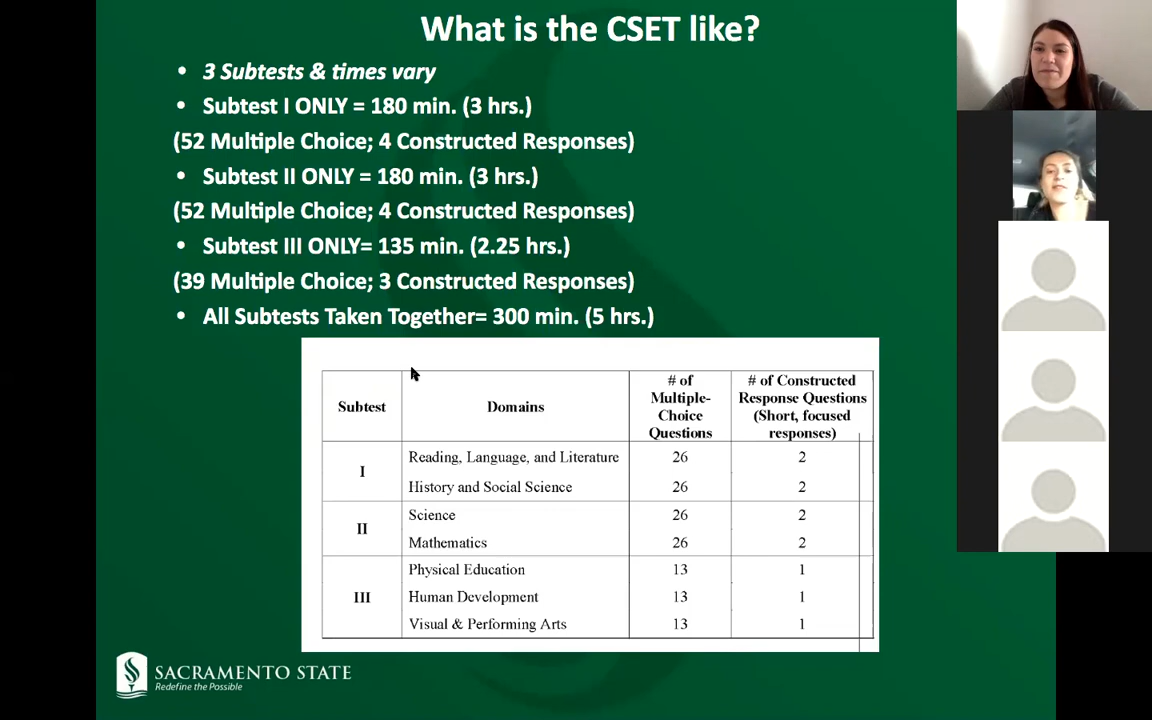 What is the CSET like?
• 3 Subtests & times vary
• Subtest I ONLY = 180 min. (3 hrs.)
(52 Multiple Choice; 4 Constructed Responses)
• Subtest II ONLY = 180 min. (3 hrs.)
(52 Multiple Choice; 4 Constructed Responses)
• Subtest III ONLY= 135 min. (2.25 hrs.)
(39 Multiple Choice; 3 Constructed Responses)
• All Subtests Taken Together= 300 min. (5 hrs.)
Subtest Domains # of Multiple-Choice Questions # of Constructed Response Questions (Short, focused responses)
I
Reading, Language, and Literature 26 2
History and Social Science 26 2
II
Science 26 2
Mathematics 26 2
III
Physical Education 13 1
Human Development 13 1
Visual & Performing Arts 13 1
SACRAMENTO STATE
Redefine the Possible